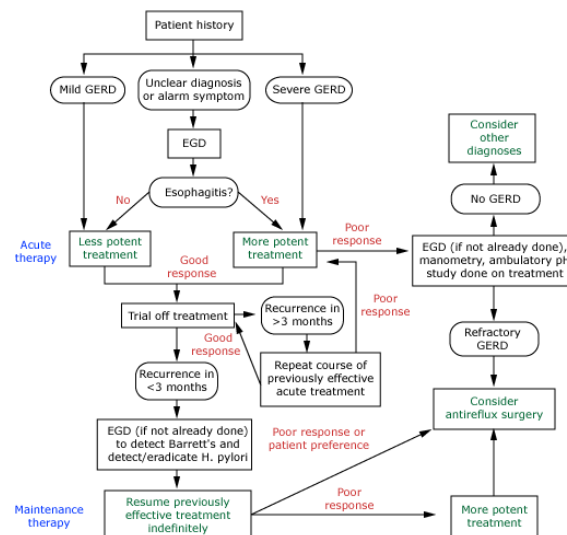 Patient history
Mild GERD
Unclear diagnosis
or alarm symptom
Severe GERD
EGD
Esophagitis?
No
Yes
Acute
therapy
Less potent
treatment
More potent
treatment
Good
response
Poor
response
Consider
other
diagnoses
No GERD
EGD (if not already done),
manometry, ambulatory pH
study done on treatment
Refractory
GERD
Trial off treatment
Recurrence in
>3 months
Good
response
Poor
response
Repeat course of
previously effective
acute treatment
Recurrence in
<3 months
EGD (if not already done)
to detect Barrett's and
detect/eradicate H. pylori
Poor response or
patient preference
Consider
antireflux surgery
Maintenance
therapy
Resume previously
effective treatment
indefinitely
Poor
response
More potent
treatment